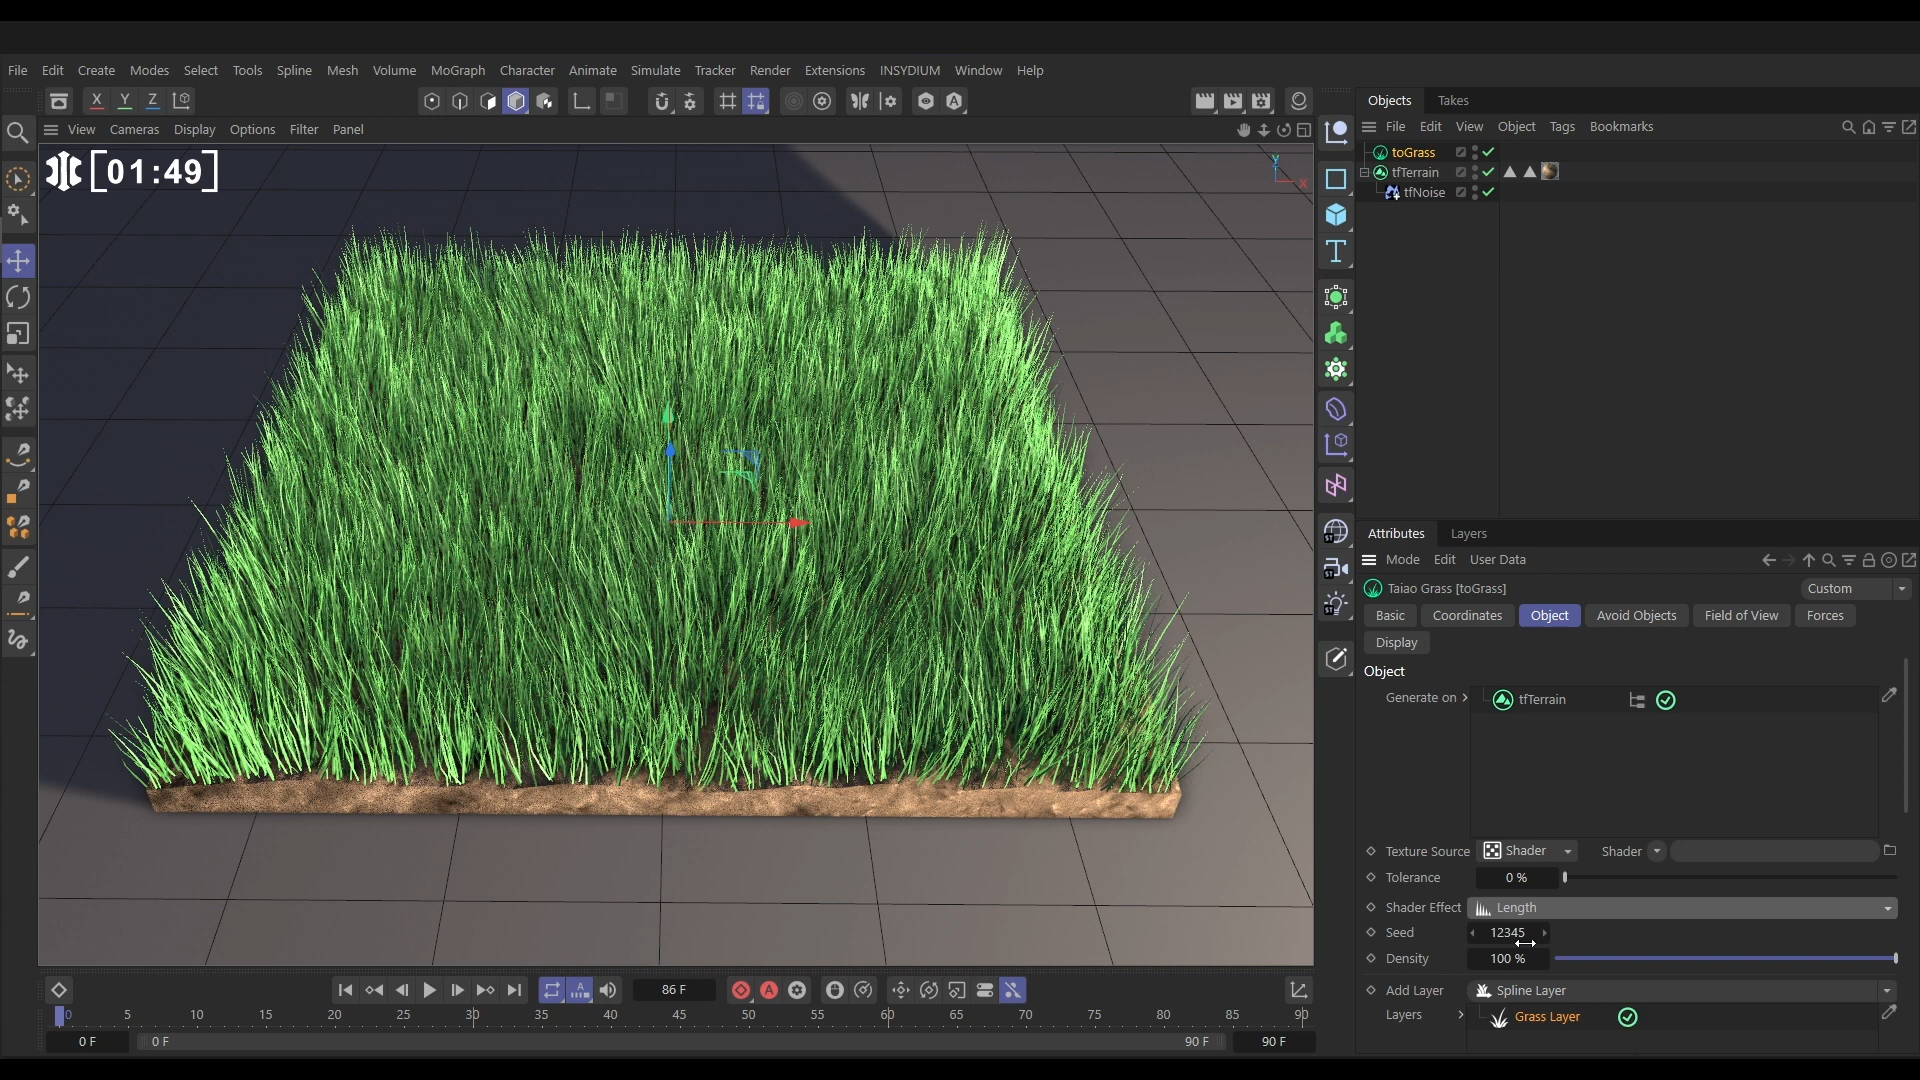 File Edit Create Modes Select Tools Spline Mesh Volume MoGraph Character Animate Simulate Tracker Render Extensions INSYDIUM Window Help
X Y Z
Objects Takes
View Cameras Display Options Filter Panel
File Edit View Object Tags Bookmarks
[01:49]
Y
X
toGrass
tfTerrain
tfNoise
Attributes Layers
Mode Edit User Data
Taiao Grass [toGrass] Custom
Basic Coordinates Object Avoid Objects Field of View Forces
Display
Object
Generate on tfTerrain
Texture Source Shader Shader
Tolerance 0 %
Shader Effect Length
Seed 12345
Density 100 %
Add Layer Spline Layer
Layers Grass Layer
86 F
0 5 10 15 20 25 30 35 40 45 50 55 60 65 70 75 80 85 90
0 F 0 F 90 F 90 F